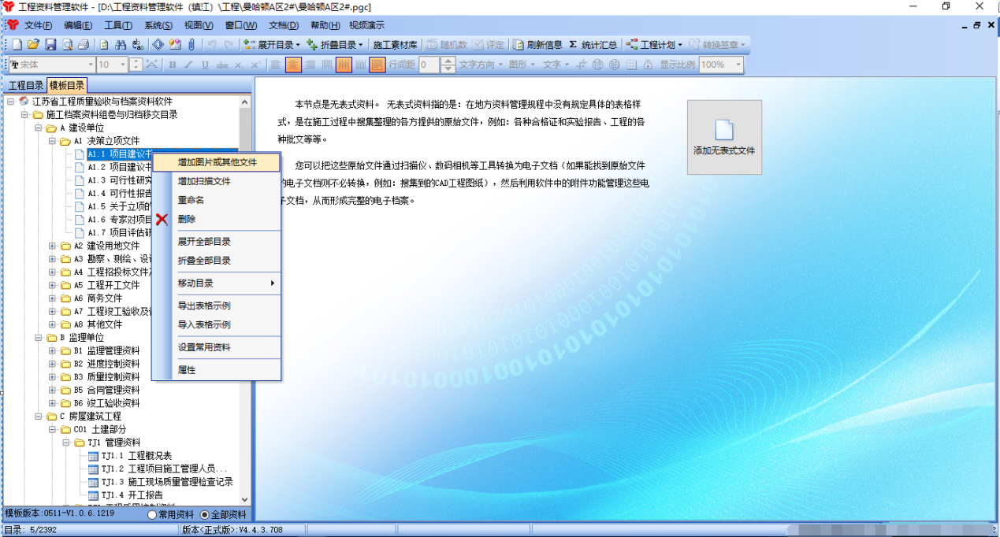 工程资料管理软件 - [D:\工程资料管理软件（镇江）\工程\曼哈顿A区2#\曼哈顿A区2#.pgc]
文件(F) 编辑(E) 工具(T) 系统(S) 视图(V) 窗口(W) 文档(D) 帮助(H) 视频演示
展开目录 折叠目录 施工素材库 随机数 评定 刷新信息 Σ 统计汇总 工程计划 转换签章
宋体 10 B I U abc X, X 行间距 0 文字方向 图形 文字 显示比例 100%
工程目录 模板目录
江苏省工程质量验收与档案资料软件
施工档案资料组卷与归档移交目录
A 建设单位
A1 决策立项文件
A1.1 项目建议书
A1.2 项目建议书
A1.3 可行性研究
A1.4 可行性报告
A1.5 关于立项的
A1.6 专家对项目
A1.7 项目评估研
A2 建设用地文件
A3 勘察、测绘、设计
A4 工程招投标文件及
A5 工程开工文件
A6 商务文件
A7 工程竣工验收及
A8 其他文件
B 监理单位
B1 监理管理资料
B2 进度控制资料
B3 质量控制资料
B5 合同管理资料
B6 竣工验收资料
C 房屋建筑工程
C01 土建部分
TJ1 管理资料
TJ1.1 工程概况表
TJ1.2 工程项目施工管理人员...
TJ1.3 施工现场质量管理检查记录
TJ1.4 开工报告
增加图片或其他文件
增加扫描文件
重命名
删除
展开全部目录
折叠全部目录
移动目录
导出表格示例
导入表格示例
设置常用资料
属性
本节点是无表式资料。 无表式资料指的是：在地方资料管理规程中没有规定具体的表格样
式，是在施工过程中搜集整理的各方提供的原始文件，例如：各种合格证和实验报告、工程的各
种批文等等。
您可以把这些原始文件通过扫描仪、数码相机等工具转换为电子文档（如果能找到原始文件
的电子文档则不必转换，例如：搜集到的CAD工程图纸），然后利用软件中的附件功能管理这些电
子文档，从而形成完整的电子档案。
添加无表式文件
模板版本:0511-V1.0.6.1219 常用资料 全部资料
目录: 5/2392 版本<正式版>:V4.4.3.708